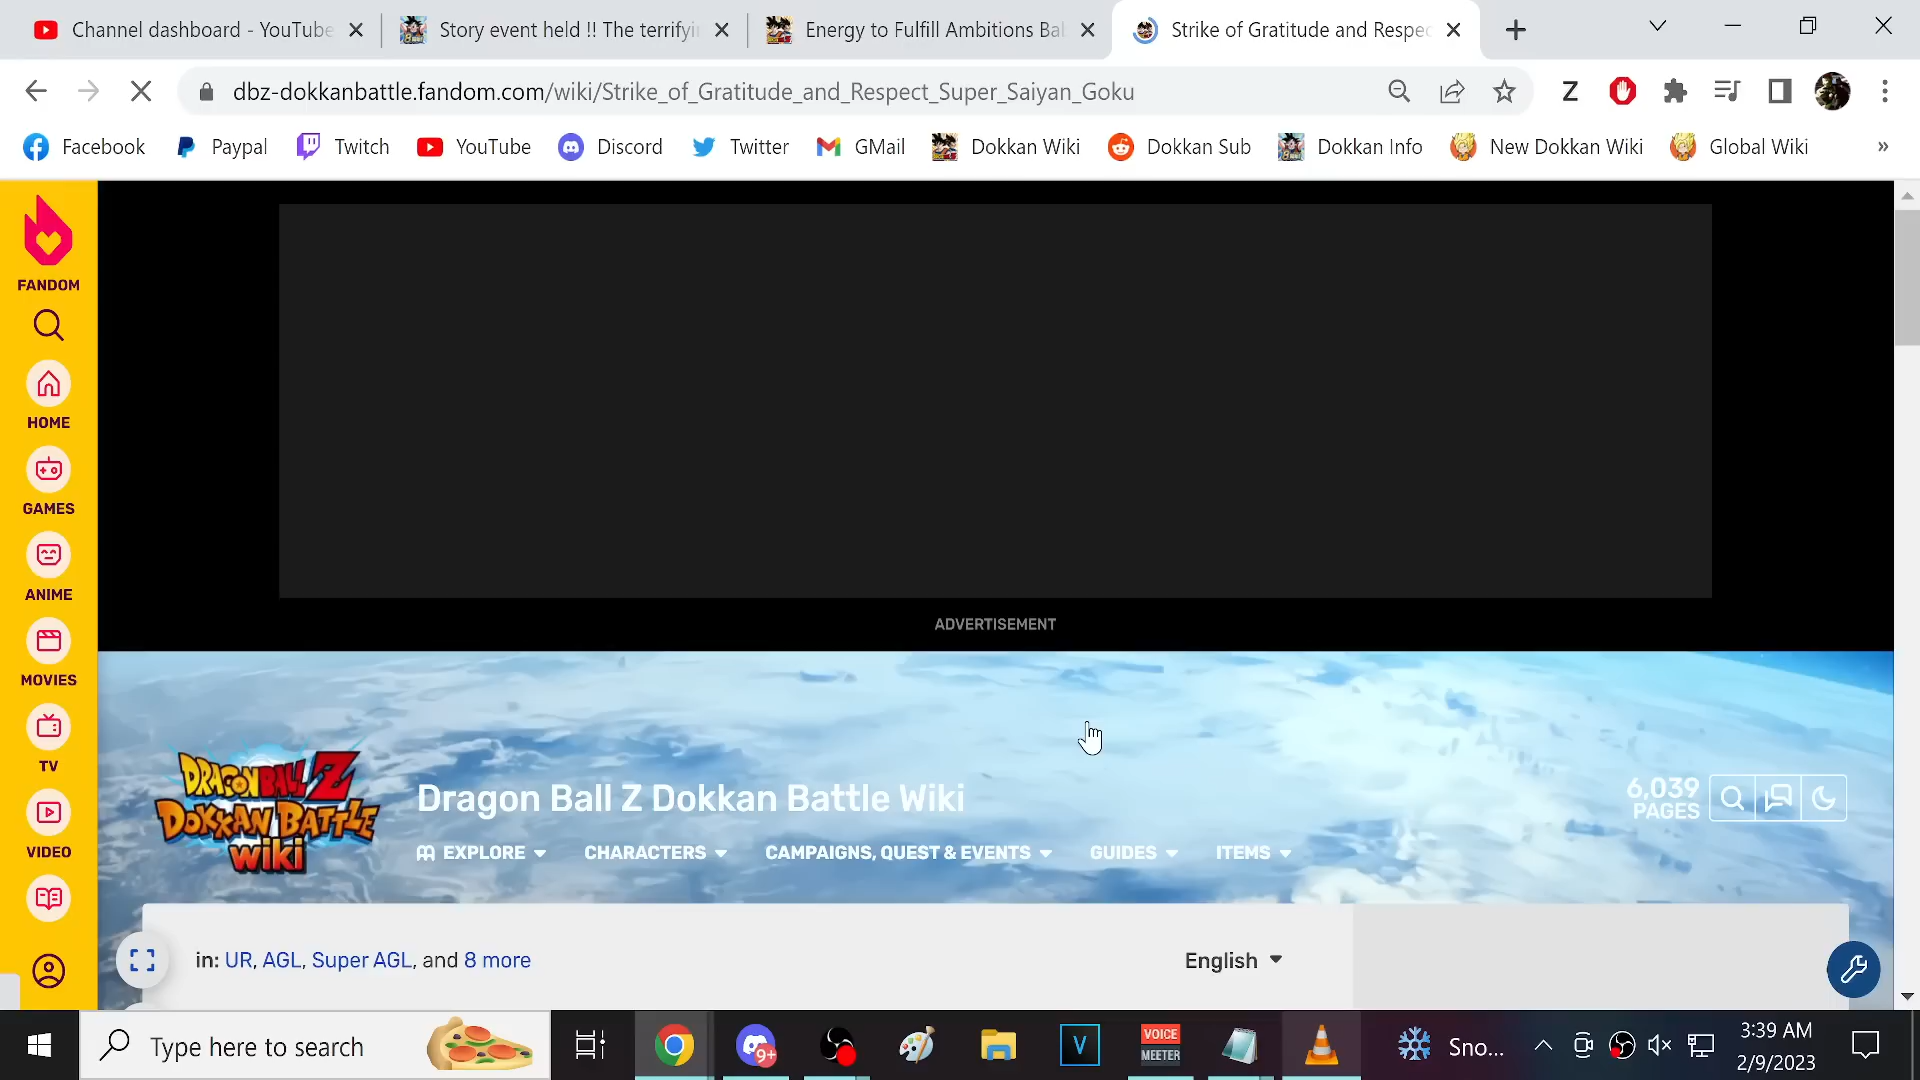 Channel dashboard - YouTube
Story event held !! The terrifyi
Energy to Fulfill Ambitions Ba
Strike of Gratitude and Respec
dbz-dokkanbattle.fandom.com/wiki/Strike_of_Gratitude_and_Respect_Super_Saiyan_Goku
Z
Facebook
Paypal
Twitch
YouTube
Discord
Twitter
GMail
Dokkan Wiki
Dokkan Sub
Dokkan Info
New Dokkan Wiki
Global Wiki
»
FANDOM
HOME
GAMES
ANIME
MOVIES
TV
VIDEO
ADVERTISEMENT
DRAGON BALL Z
DOKKAN BATTLE
wiki
Dragon Ball Z Dokkan Battle Wiki
6,039
PAGES
EXPLORE
CHARACTERS
CAMPAIGNS, QUEST & EVENTS
GUIDES
ITEMS
in: UR, AGL, Super AGL, and 8 more
English
Type here to search
9+
V
VOICE
MEETER
Sno...
3:39 AM
2/9/2023